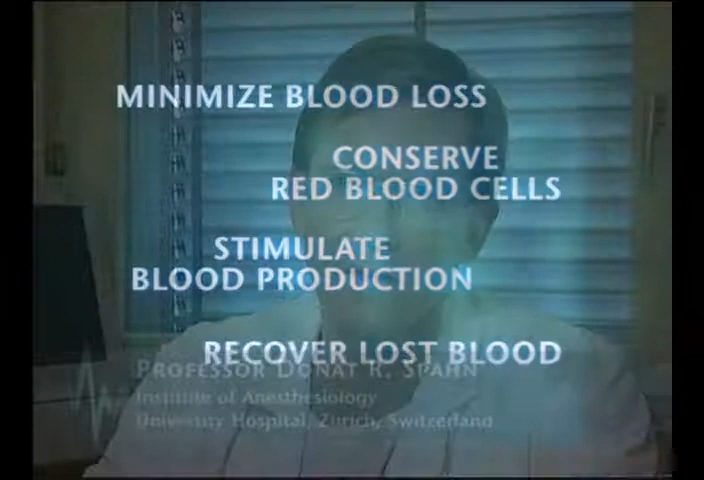 MINIMIZE BLOOD LOSS
CONSERVE
RED BLOOD CELLS
STIMULATE
BLOOD PRODUCTION
RECOVER LOST BLOOD
PROFESSOR DONAT R. SPAHN
Institute of Anesthesiology
University Hospital, Zurich, Switzerland